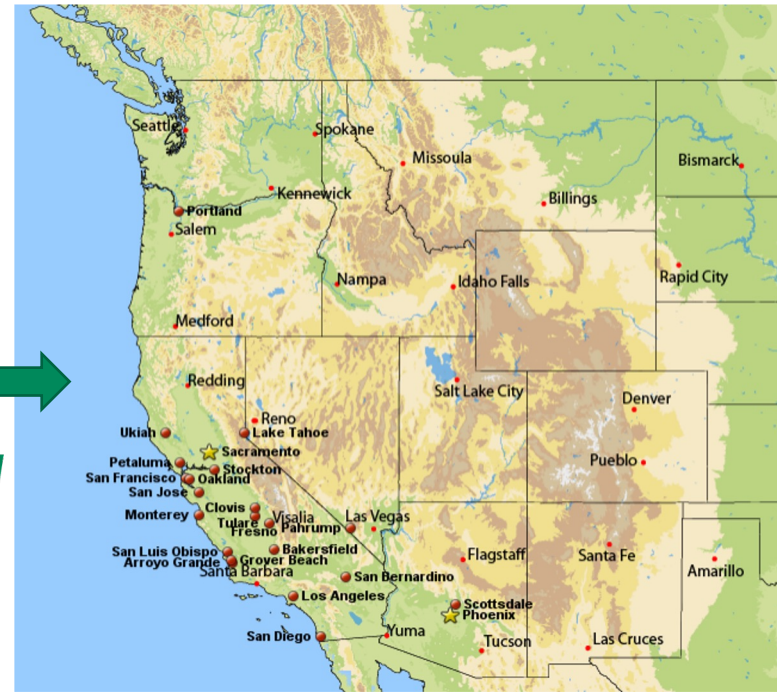 Seattle
Spokane
Missoula
Bismarck
Kennewick
Billings
Portland
Salem
Nampa
Idaho Falls
Rapid City
Medford
Redding
Salt Lake City
Denver
Reno
Ukiah
Lake Tahoe
Sacramento
Petaluma
Stockton
Pueblo
San Francisco
Oakland
San Jose
Clovis
Monterey
Visalia
Las Vegas
Tulare
Pahrump
Fresno
San Luis Obispo
Bakersfield
Flagstaff
Santa Fe
Arroyo Grande
Grover Beach
Amarillo
Santa Barbara
San Bernardino
Los Angeles
Scottsdale
Phoenix
San Diego
Yuma
Tucson
Las Cruces